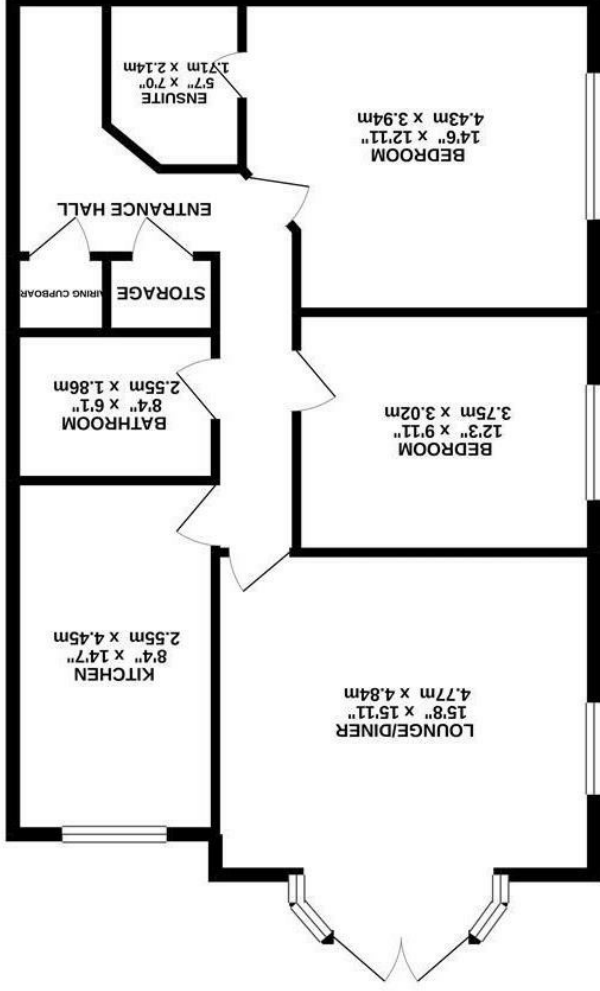 LOUNGE/DINER
15'8" x 15'11"
4.77m x 4.84m
KITCHEN
8'4" x 14'7"
2.55m x 4.45m
BEDROOM
12'3" x 9'11"
3.75m x 3.02m
BATHROOM
8'4" x 6'1"
2.55m x 1.86m
STORAGE
AIRING CUPBOARD
ENTRANCE HALL
BEDROOM
14'6" x 12'11"
4.43m x 3.94m
ENSUITE
5'7" x 7'0"
1.71m x 2.14m